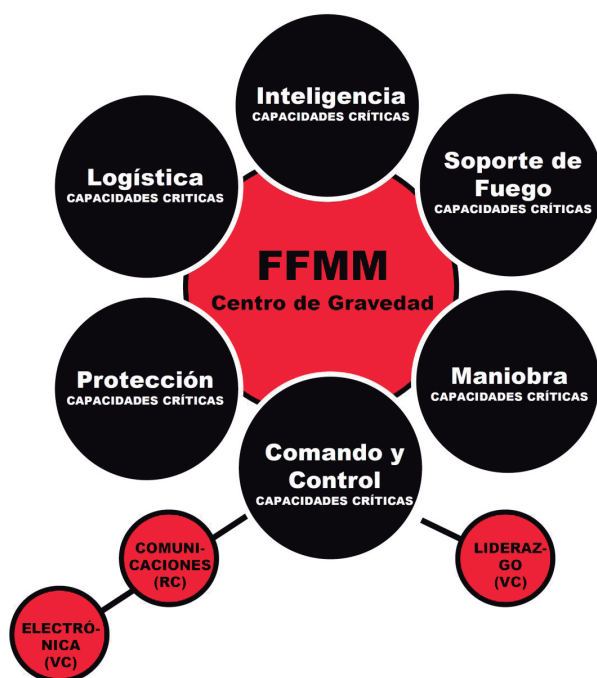 Inteligencia
CAPACIDADES CRÍTICAS
Logística
CAPACIDADES CRITICAS
Soporte de
Fuego
CAPACIDADES CRÍTICAS
FFMM
Centro de Gravedad
Protección
CAPACIDADES CRÍTICAS
Maniobra
CAPACIDADES CRÍTICAS
Comando y
Control
CAPACIDADES CRÍTICAS
COMUNI-
CACIONES
(RC)
LIDERAZ-
GO
(VC)
ELECTRÓ-
NICA
(VC)